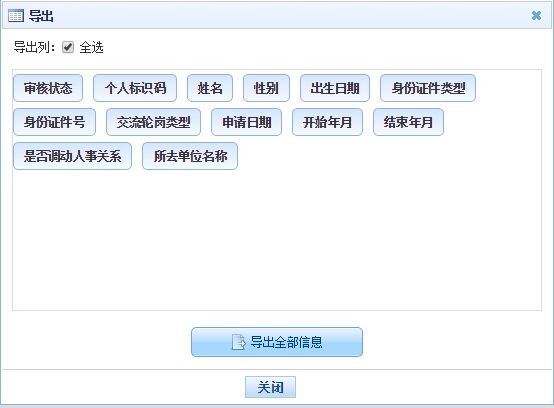 导出
导出列: 全选
审核状态 个人标识码 姓名 性别 出生日期 身份证件类型
身份证件号 交流轮岗类型 申请日期 开始年月 结束年月
是否调动人事关系 所去单位名称
导出全部信息
关闭